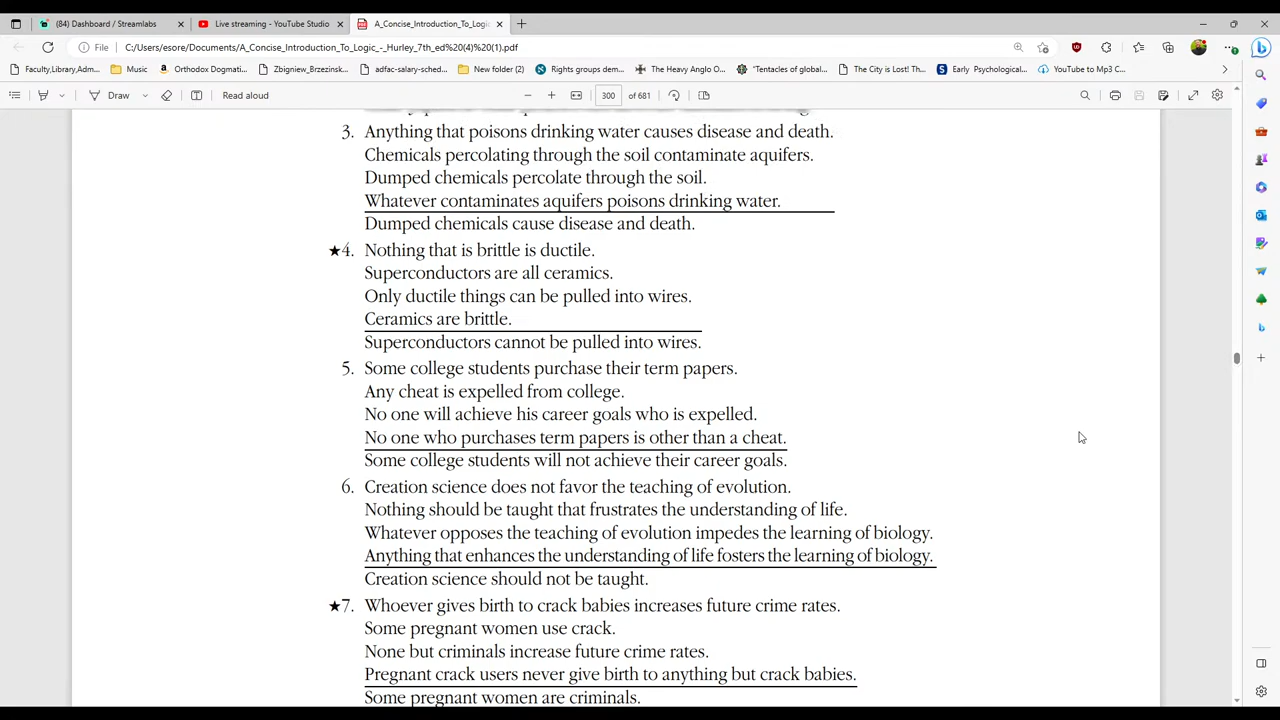 (84) Dashboard / Streamlabs
Live streaming - YouTube Studio
A_Concise_Introduction_To_Logic
File
C:/Users/esore/Documents/A_Concise_Introduction_To_Logic_-_Hurley_7th_ed%20(4)%20(1).pdf
Faculty,Library,Adm...
Music
Orthodox Dogmati...
Zbigniew_Brzezinsk...
adfac-salary-sched...
New folder (2)
Rights groups dem...
The Heavy Anglo O...
"Tentacles of global...
The City is Lost! Th...
Early Psychological...
YouTube to Mp3 C...
Draw
Read aloud
300 of 681
3. Anything that poisons drinking water causes disease and death.
Chemicals percolating through the soil contaminate aquifers.
Dumped chemicals percolate through the soil.
Whatever contaminates aquifers poisons drinking water.
Dumped chemicals cause disease and death.
★4. Nothing that is brittle is ductile.
Superconductors are all ceramics.
Only ductile things can be pulled into wires.
Ceramics are brittle.
Superconductors cannot be pulled into wires.
5. Some college students purchase their term papers.
Any cheat is expelled from college.
No one will achieve his career goals who is expelled.
No one who purchases term papers is other than a cheat.
Some college students will not achieve their career goals.
6. Creation science does not favor the teaching of evolution.
Nothing should be taught that frustrates the understanding of life.
Whatever opposes the teaching of evolution impedes the learning of biology.
Anything that enhances the understanding of life fosters the learning of biology.
Creation science should not be taught.
★7. Whoever gives birth to crack babies increases future crime rates.
Some pregnant women use crack.
None but criminals increase future crime rates.
Pregnant crack users never give birth to anything but crack babies.
Some pregnant women are criminals.